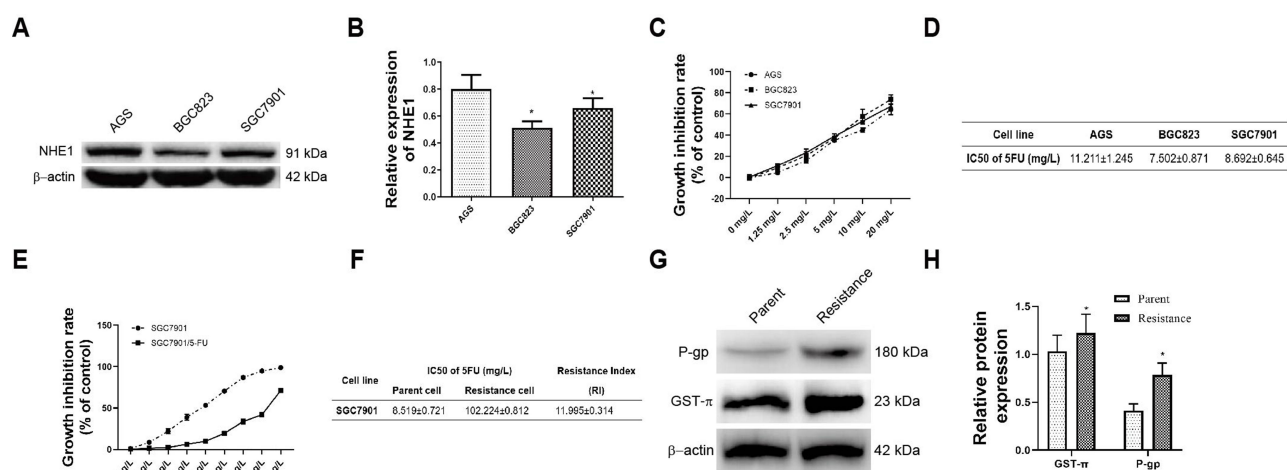 A
AGS
BGC823
SGC7901
NHE1
91 kDa
β–actin
42 kDa
B
Relative expression
of NHE1
1.0
0.8
0.6
0.4
0.2
0.0
*
*
AGS
BGC823
SGC7901
C
Growth inhibition rate
(% of control)
100
80
60
40
20
0
-20
AGS
BGC823
SGC7901
0 mg/L
1.25 mg/L
2.5 mg/L
5 mg/L
10 mg/L
20 mg/L
D
Cell line AGS BGC823 SGC7901
IC50 of 5FU (mg/L) 11.211±1.245 7.502±0.871 8.692±0.645
E
Growth inhibition rate
(% of control)
150
100
50
0
SGC7901
SGC7901/5-FU
F
Cell line IC50 of 5FU (mg/L) Resistance Index
Parent cell Resistance cell (RI)
SGC7901 8.519±0.721 102.224±0.812 11.995±0.314
G
Parent
Resistance
P-gp
180 kDa
GST-π
23 kDa
β–actin
42 kDa
H
Relative protein
expression
1.5
1.0
0.5
0.0
Parent
Resistance
*
*
GST-π
P-gp